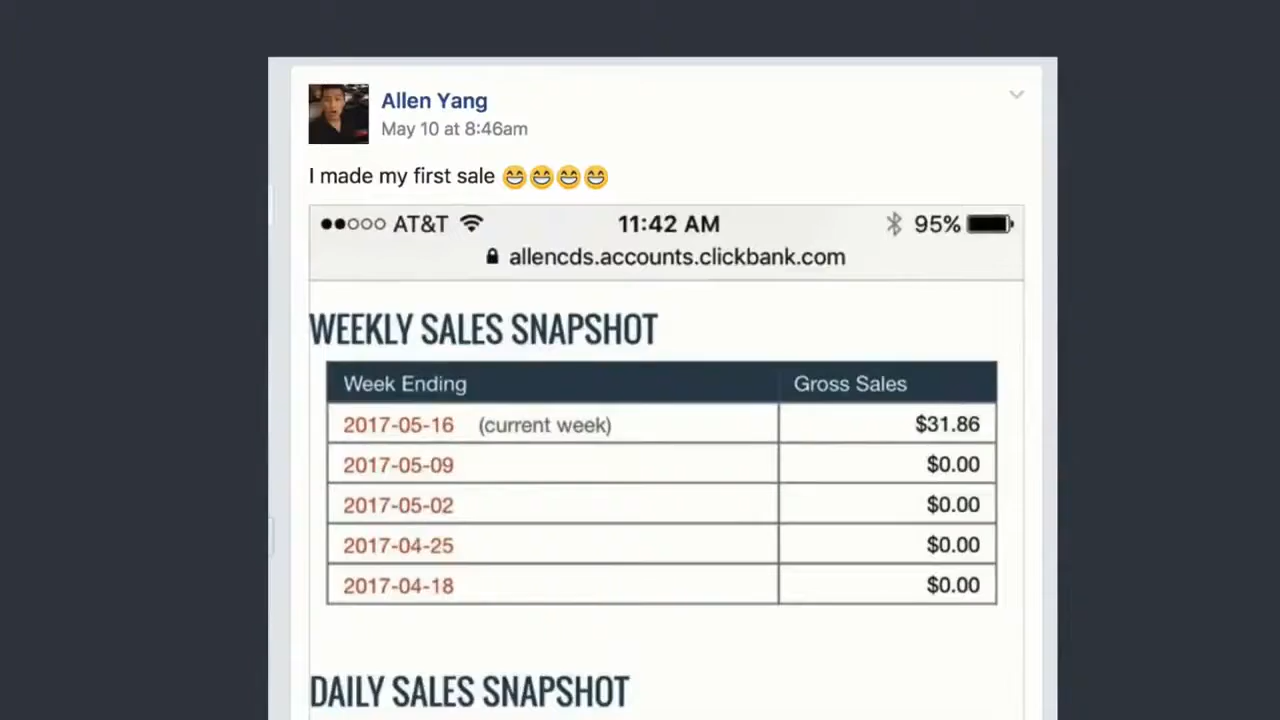 Allen Yang
May 10 at 8:46am
I made my first sale 😁😁😁😁
AT&T 11:42 AM 95%
allencds.accounts.clickbank.com
WEEKLY SALES SNAPSHOT
Week Ending Gross Sales
2017-05-16 (current week) $31.86
2017-05-09 $0.00
2017-05-02 $0.00
2017-04-25 $0.00
2017-04-18 $0.00
DAILY SALES SNAPSHOT